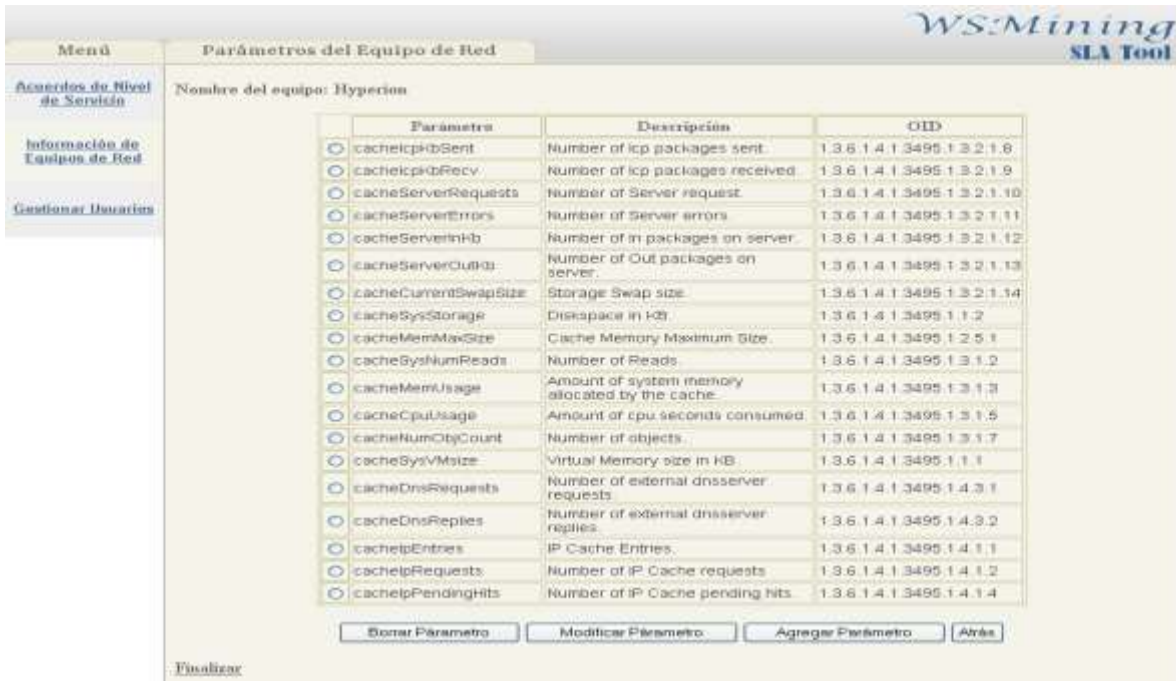 WS:Mining
SLA Tool
Menú
Parámetros del Equipo de Red
Acuerdos de Nivel
de Servicio
Información de
Equipos de Red
Gestionar Usuarios
Nombre del equipo: Hyperion
Parámetro Descripción OID
cacheIcpKbSent Number of Icp packages sent. 1.3.6.1.4.1.3495.1.3.2.1.8
cacheIcpKbRecv Number of Icp packages received. 1.3.6.1.4.1.3495.1.3.2.1.9
cacheServerRequests Number of Server request. 1.3.6.1.4.1.3495.1.3.2.1.10
cacheServerErrors Number of Server errors. 1.3.6.1.4.1.3495.1.3.2.1.11
cacheServerInKb Number of in packages on server. 1.3.6.1.4.1.3495.1.3.2.1.12
cacheServerOutKb Number of Out packages on
server. 1.3.6.1.4.1.3495.1.3.2.1.13
cacheCurrentSwapSize Storage Swap size. 1.3.6.1.4.1.3495.1.3.2.1.14
cacheSysStorage Diskspace in KB. 1.3.6.1.4.1.3495.1.1.2
cacheMemMaxSize Cache Memory Maximum Size. 1.3.6.1.4.1.3495.1.2.5.1
cacheSysNumReads Number of Reads. 1.3.6.1.4.1.3495.1.3.1.2
cacheMemUsage Amount of system memory
allocated by the cache. 1.3.6.1.4.1.3495.1.3.1.3
cacheCpuUsage Amount of cpu seconds consumed. 1.3.6.1.4.1.3495.1.3.1.5
cacheNumObjCount Number of objects. 1.3.6.1.4.1.3495.1.3.1.7
cacheSysVMsize Virtual Memory size in KB. 1.3.6.1.4.1.3495.1.1.1
cacheDnsRequests Number of external dnsserver
requests. 1.3.6.1.4.1.3495.1.4.3.1
cacheDnsReplies Number of external dnsserver
replies. 1.3.6.1.4.1.3495.1.4.3.2
cacheIpEntries IP Cache Entries. 1.3.6.1.4.1.3495.1.4.1.1
cacheIpRequests Number of IP Cache requests 1.3.6.1.4.1.3495.1.4.1.2
cacheIpPendingHits Number of IP Cache pending hits. 1.3.6.1.4.1.3495.1.4.1.4
Borrar Párametro Modificar Párametro Agregar Parámetro Atrás
Finalizar